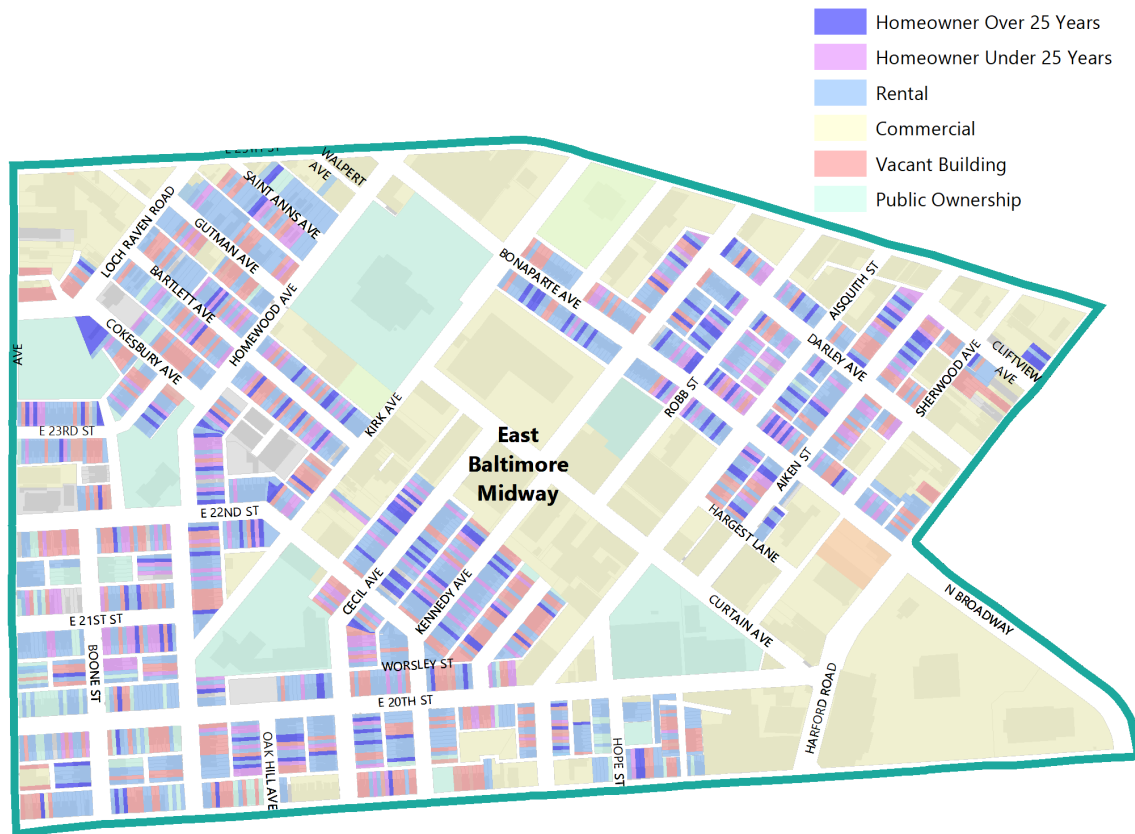 Homeowner Over 25 Years
Homeowner Under 25 Years
Rental
Commercial
Vacant Building
Public Ownership
E 25TH ST
WALPERT
AVE
SAINT ANNS AVE
LOCH RAVEN ROAD
GUTMAN AVE
BARTLETT AVE
BONAPARTE AVE
AISQUITH ST
HOMEWOOD AVE
COKESBURY AVE
AVE
DARLEY AVE
SHERWOOD AVE
CLIFTVIEW
AVE
ROBB ST
KIRK AVE
E 23RD ST
East
Baltimore
Midway
AIKEN ST
E 22ND ST
HARGEST LANE
CECIL AVE
KENNEDY AVE
N BROADWAY
CURTAIN AVE
E 21ST ST
BOONE ST
WORSLEY ST
E 20TH ST
HARFORD ROAD
OAK HILL AVE
HOPE ST